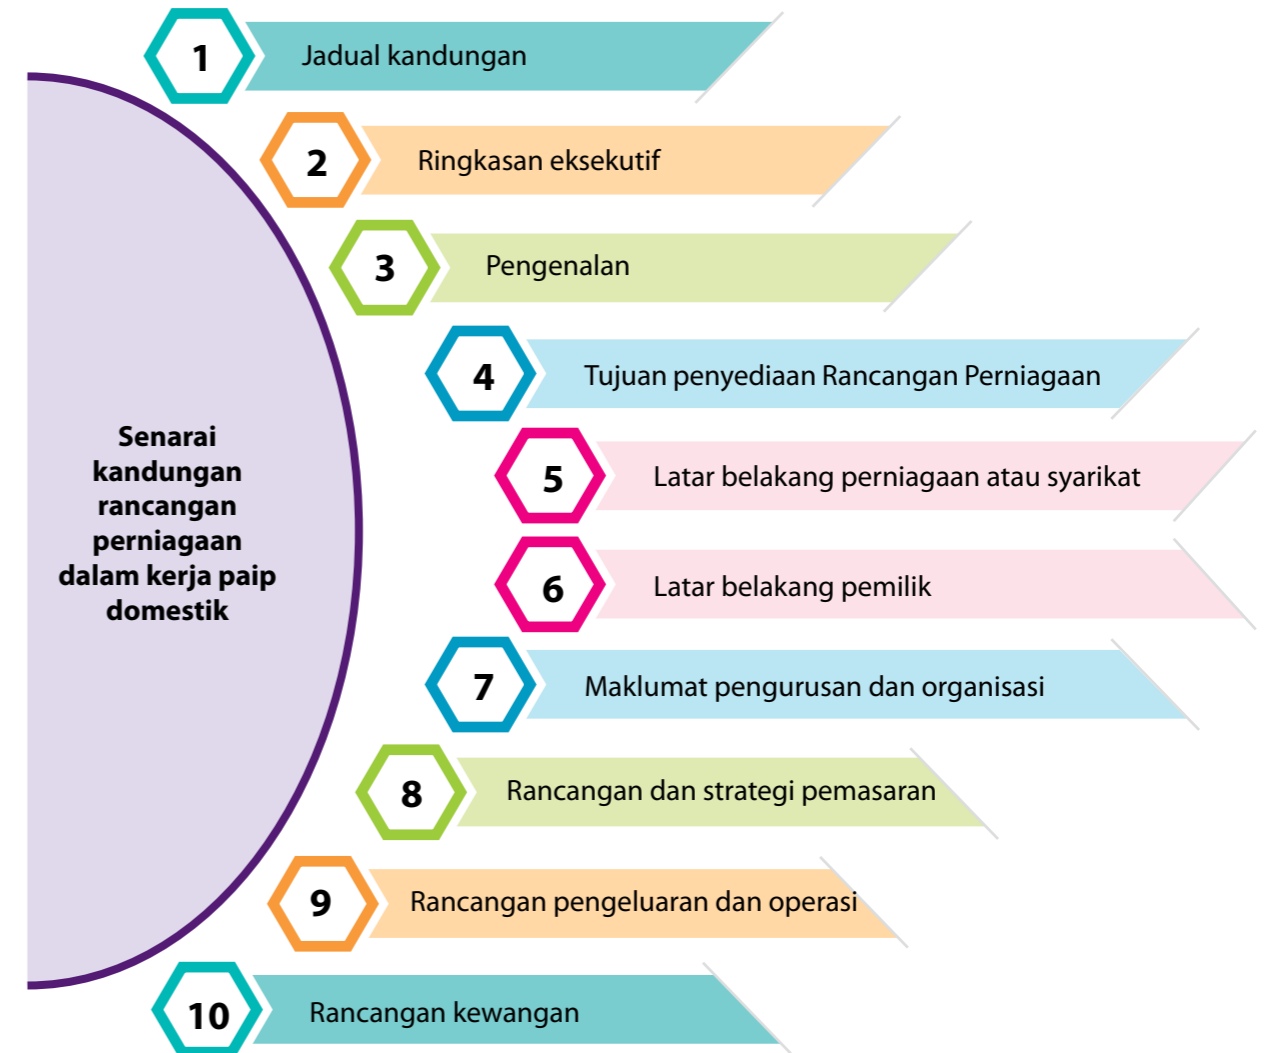 Senarai
kandungan
rancangan
perniagaan
dalam kerja paip
domestik
1 Jadual kandungan
2 Ringkasan eksekutif
3 Pengenalan
4 Tujuan penyediaan Rancangan Perniagaan
5 Latar belakang perniagaan atau syarikat
6 Latar belakang pemilik
7 Maklumat pengurusan dan organisasi
8 Rancangan dan strategi pemasaran
9 Rancangan pengeluaran dan operasi
10 Rancangan kewangan